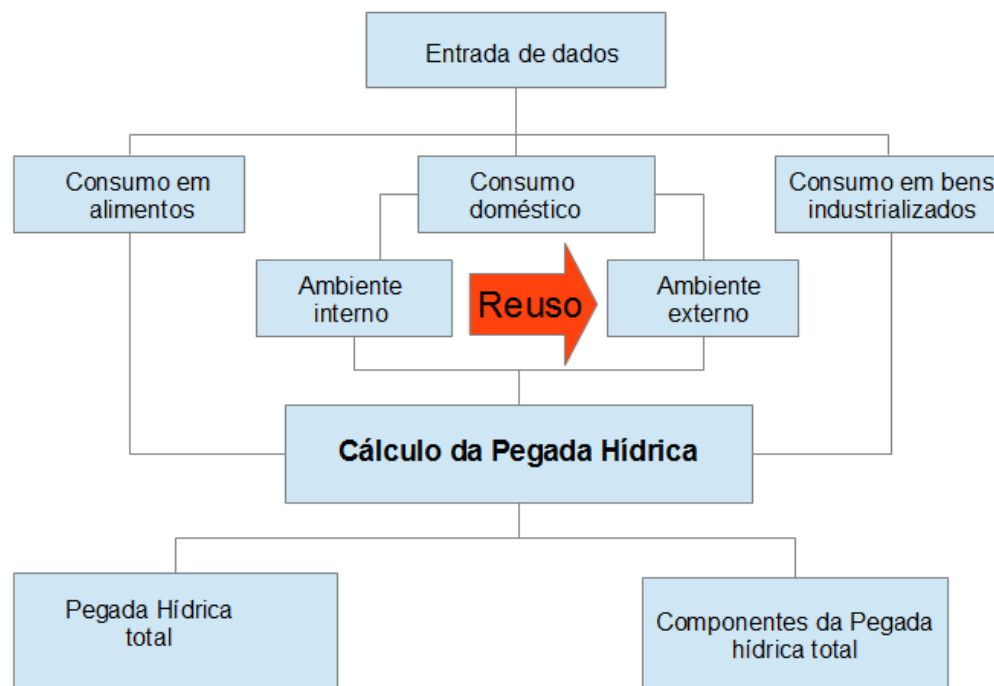 Entrada de dados
Consumo em
alimentos
Consumo
doméstico
Consumo em bens
industrializados
Ambiente
interno
Reuso
Ambiente
externo
Cálculo da Pegada Hídrica
Pegada Hídrica
total
Componentes da Pegada
hídrica total